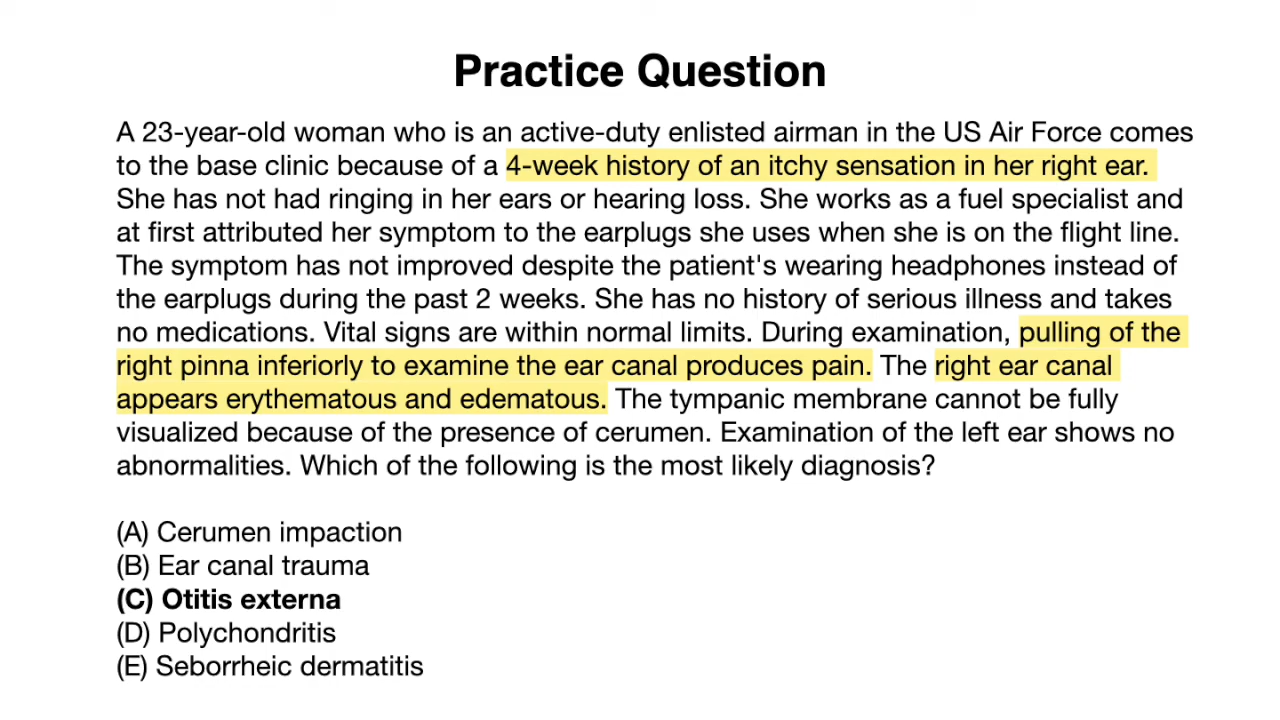 Practice Question
A 23-year-old woman who is an active-duty enlisted airman in the US Air Force comes
to the base clinic because of a 4-week history of an itchy sensation in her right ear.
She has not had ringing in her ears or hearing loss. She works as a fuel specialist and
at first attributed her symptom to the earplugs she uses when she is on the flight line.
The symptom has not improved despite the patient's wearing headphones instead of
the earplugs during the past 2 weeks. She has no history of serious illness and takes
no medications. Vital signs are within normal limits. During examination, pulling of the
right pinna inferiorly to examine the ear canal produces pain. The right ear canal
appears erythematous and edematous. The tympanic membrane cannot be fully
visualized because of the presence of cerumen. Examination of the left ear shows no
abnormalities. Which of the following is the most likely diagnosis?
(A) Cerumen impaction
(B) Ear canal trauma
(C) Otitis externa
(D) Polychondritis
(E) Seborrheic dermatitis